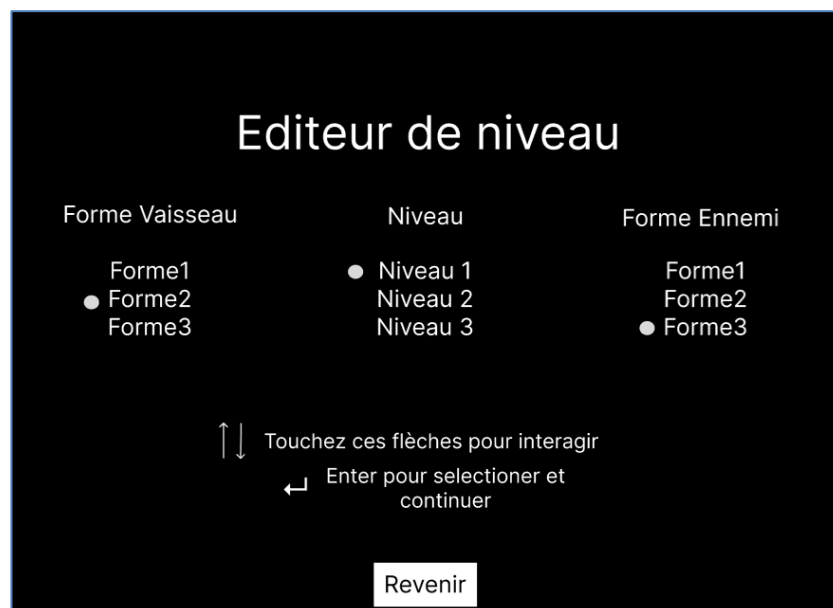 Editeur de niveau
Forme Vaisseau
Forme1
Forme2
Forme3
Niveau
Niveau 1
Niveau 2
Niveau 3
Forme Ennemi
Forme1
Forme2
Forme3
Touchez ces flèches pour interagir
Enter pour selectioner et
continuer
Revenir